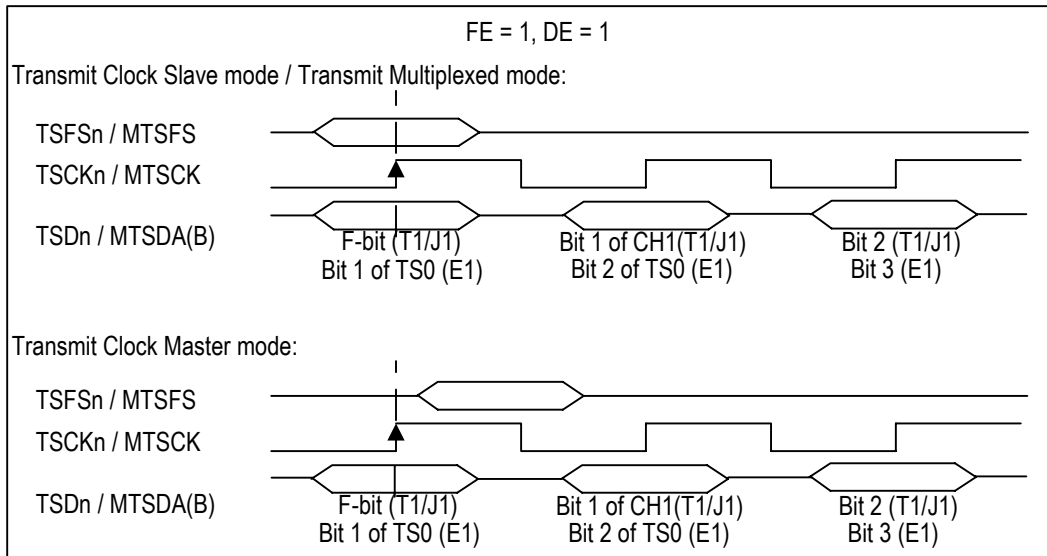 FE = 1, DE = 1
Transmit Clock Slave mode / Transmit Multiplexed mode:
TSFSn / MTSFS
TSCKn / MTSCK
TSDn / MTSDA(B)
F-bit (T1/J1)
Bit 1 of TS0 (E1)
Bit 1 of CH1(T1/J1)
Bit 2 of TS0 (E1)
Bit 2 (T1/J1)
Bit 3 (E1)
Transmit Clock Master mode:
TSFSn / MTSFS
TSCKn / MTSCK
TSDn / MTSDA(B)
F-bit (T1/J1)
Bit 1 of TS0 (E1)
Bit 1 of CH1(T1/J1)
Bit 2 of TS0 (E1)
Bit 2 (T1/J1)
Bit 3 (E1)